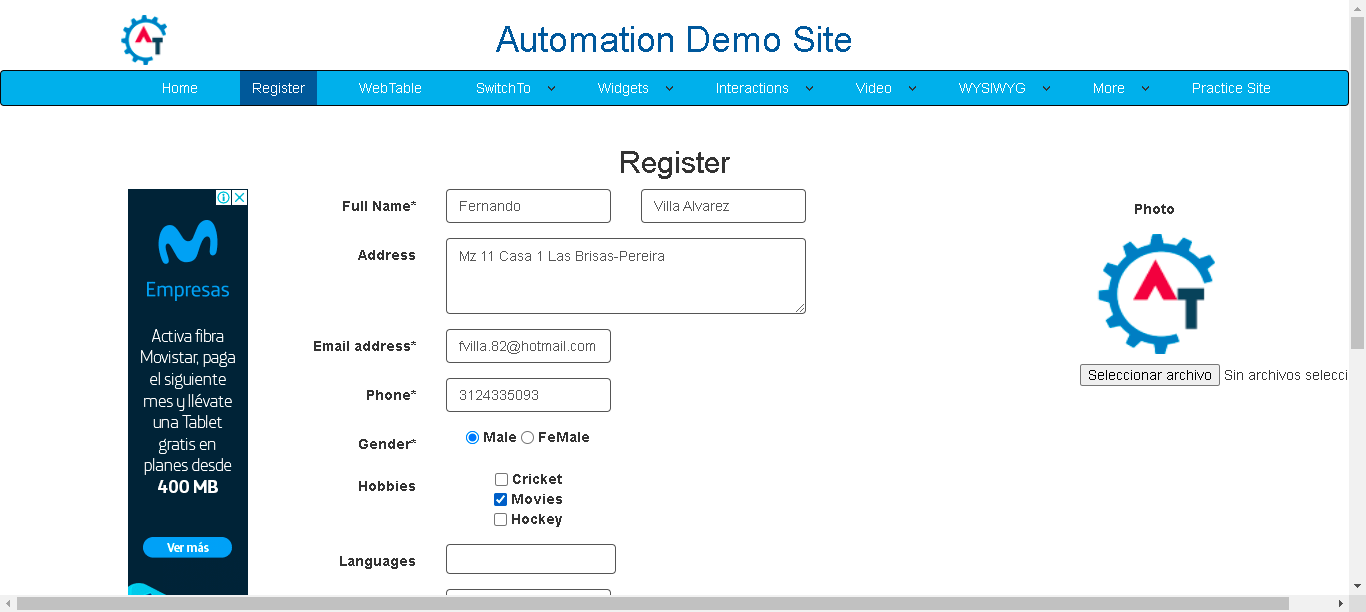 AT
Automation Demo Site
Home Register WebTable SwitchTo Widgets Interactions Video WYSIWYG More Practice Site
Register
Full Name* Fernando Villa Alvarez
Photo
Address Mz 11 Casa 1 Las Brisas-Pereira
AT
Email address* fvilla.82@hotmail.com
Seleccionar archivo Sin archivos selecci
Phone* 3124335093
Gender* Male FeMale
Hobbies Cricket
Movies
Hockey
Languages
Empresas
Activa fibra
Movistar, paga
el siguiente
mes y llévate
una Tablet
gratis en
planes desde
400 MB
Ver más